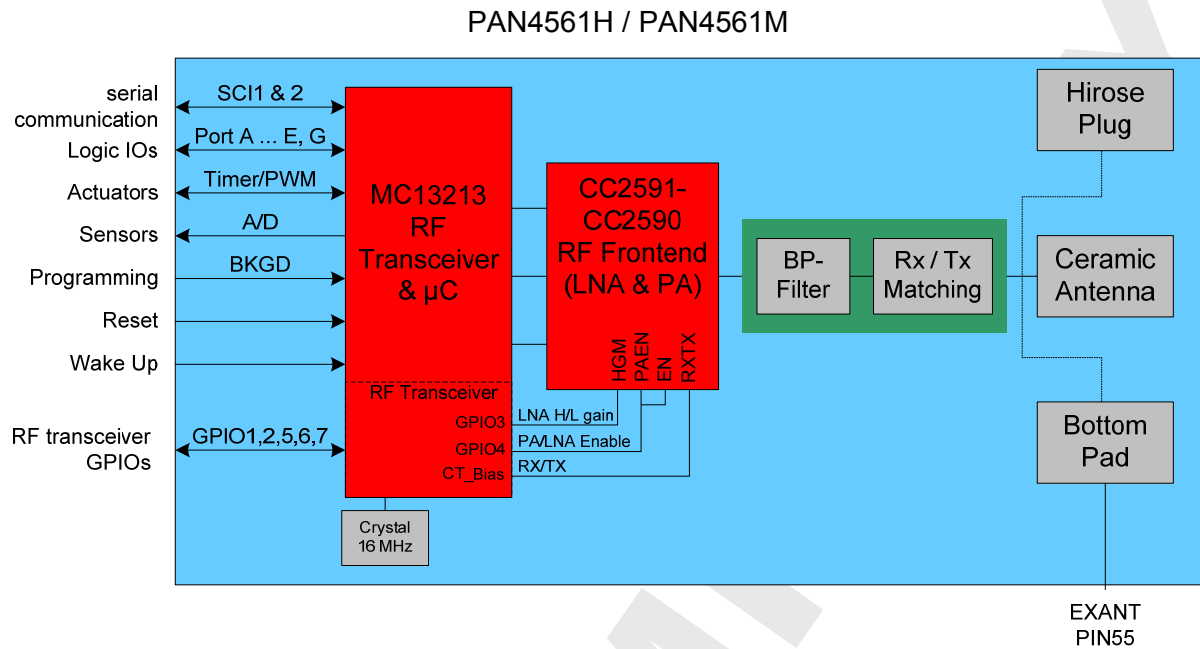 PAN4561H / PAN4561M
serial
communication
SCI1 & 2
Logic IOs
Port A ... E, G
Actuators
Timer/PWM
Sensors
A/D
Programming
BKGD
Reset
Wake Up
RF transceiver
GPIOs
GPIO1,2,5,6,7
MC13213
RF
Transceiver
& µC
RF Transceiver
GPIO3
GPIO4
CT_Bias
LNA H/L gain
PA/LNA Enable
RX/TX
Crystal
16 MHz
CC2591-
CC2590
RF Frontend
(LNA & PA)
HGM
PAEN
EN
RXTX
BP-
Filter
Rx / Tx
Matching
Hirose
Plug
Ceramic
Antenna
Bottom
Pad
EXANT
PIN55